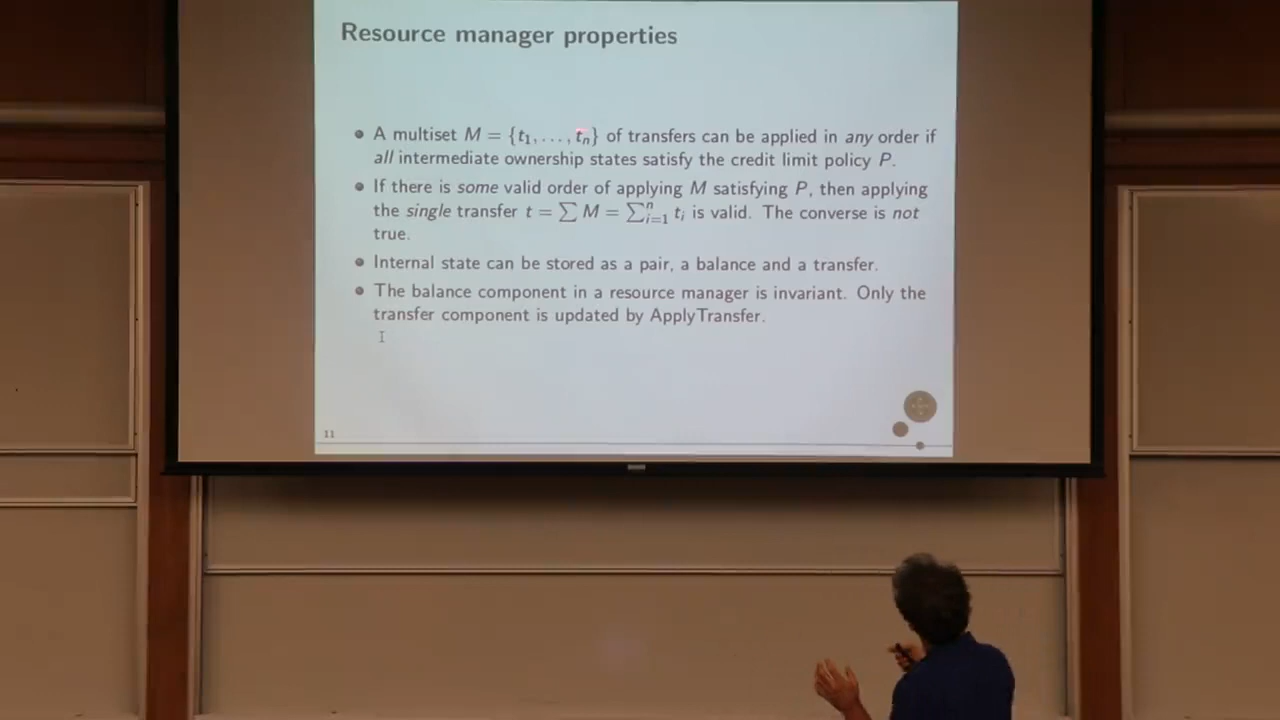 Resource manager properties
• A multiset M = {t₁, . . . , tₙ} of transfers can be applied in any order if
all intermediate ownership states satisfy the credit limit policy P.
• If there is some valid order of applying M satisfying P, then applying
the single transfer t = ∑ M = ∑ⁿᵢ₌₁ tᵢ is valid. The converse is not
true.
• Internal state can be stored as a pair, a balance and a transfer.
• The balance component in a resource manager is invariant. Only the
transfer component is updated by ApplyTransfer.
11